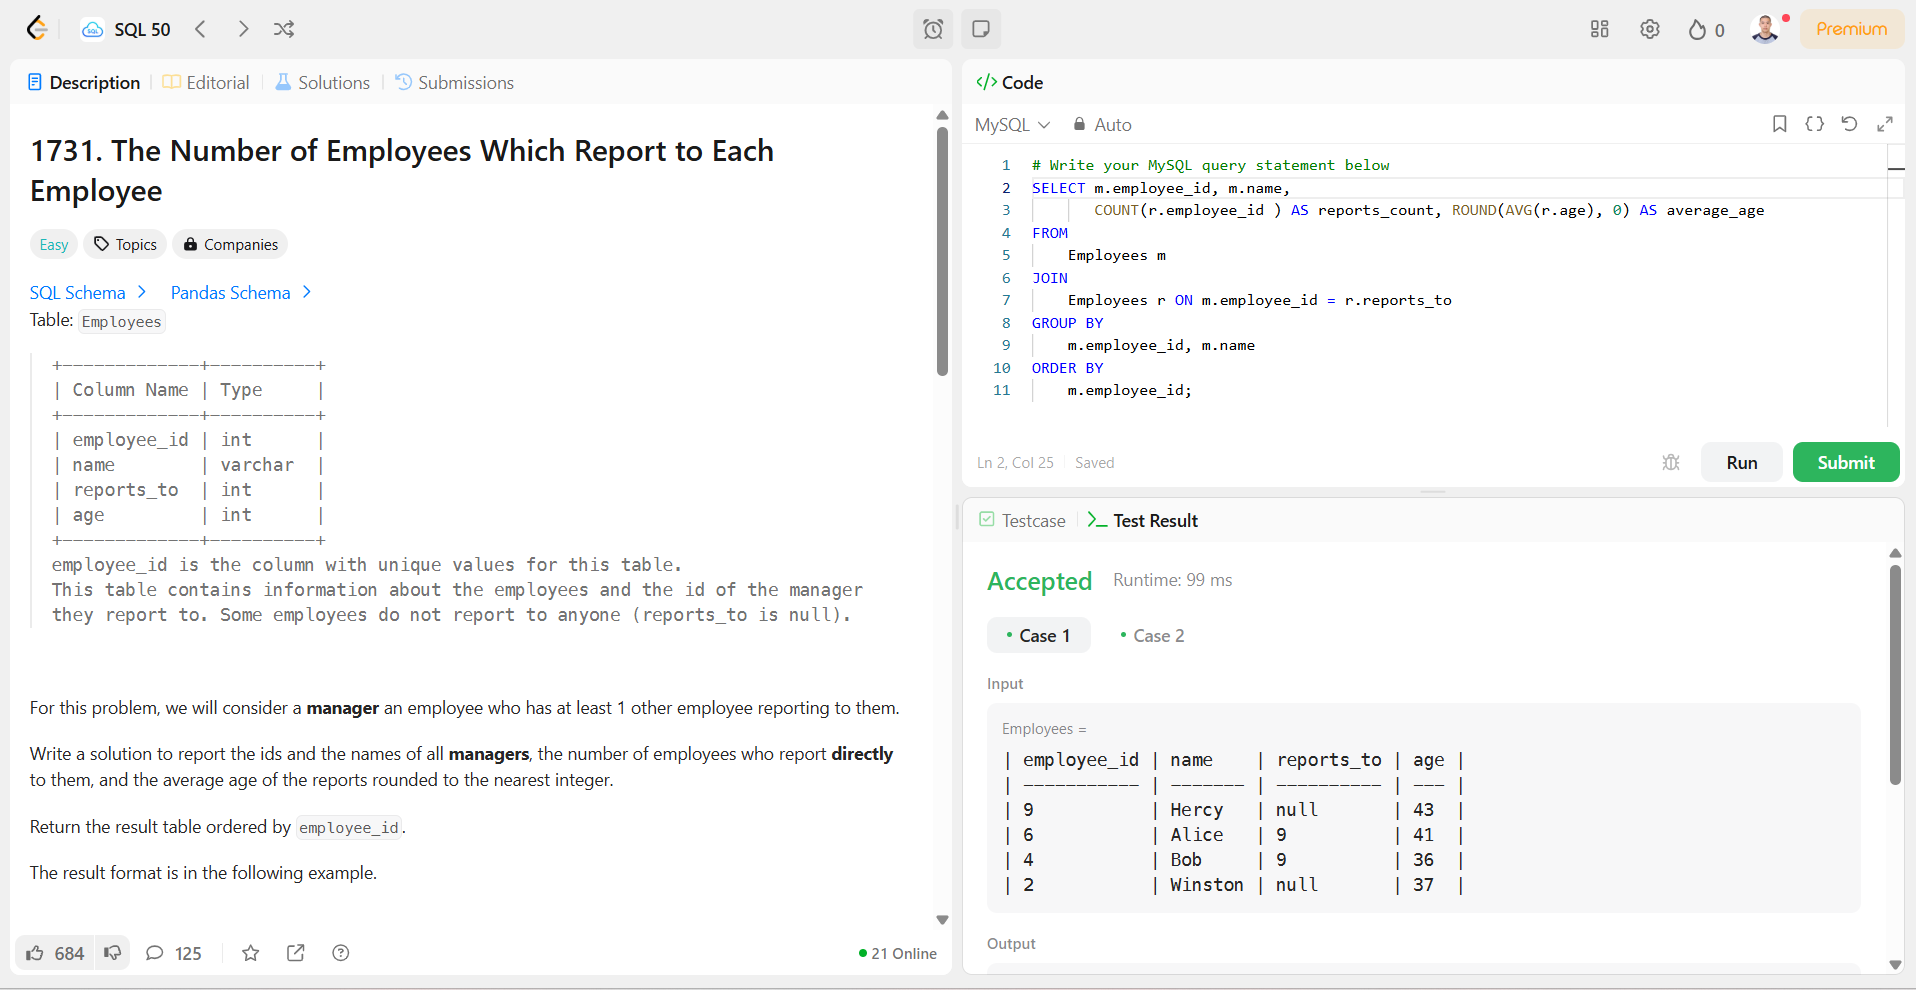 SQL 50
0
Premium
Description
Editorial
Solutions
Submissions
1731. The Number of Employees Which Report to Each
Employee
Easy
Topics
Companies
SQL Schema
Pandas Schema
Table: Employees
+-------------+----------+
| Column Name | Type     |
+-------------+----------+
| employee_id | int      |
| name        | varchar  |
| reports_to  | int      |
| age         | int      |
+-------------+----------+
employee_id is the column with unique values for this table.
This table contains information about the employees and the id of the manager
they report to. Some employees do not report to anyone (reports_to is null).
For this problem, we will consider a manager an employee who has at least 1 other employee reporting to them.
Write a solution to report the ids and the names of all managers, the number of employees who report directly
to them, and the average age of the reports rounded to the nearest integer.
Return the result table ordered by employee_id.
The result format is in the following example.
684
125
21 Online
</> Code
MySQL
Auto
1 # Write your MySQL query statement below
2 SELECT m.employee_id, m.name,
3        COUNT(r.employee_id ) AS reports_count, ROUND(AVG(r.age), 0) AS average_age
4 FROM
5     Employees m
6 JOIN
7     Employees r ON m.employee_id = r.reports_to
8 GROUP BY
9     m.employee_id, m.name
10 ORDER BY
11     m.employee_id;
Ln 2, Col 25
Saved
Run
Submit
Testcase
Test Result
Accepted
Runtime: 99 ms
• Case 1
• Case 2
Input
Employees =
| employee_id | name    | reports_to | age |
| ----------- | ------- | ---------- | --- |
| 9           | Hercy   | null       | 43  |
| 6           | Alice   | 9          | 41  |
| 4           | Bob     | 9          | 36  |
| 2           | Winston | null       | 37  |
Output